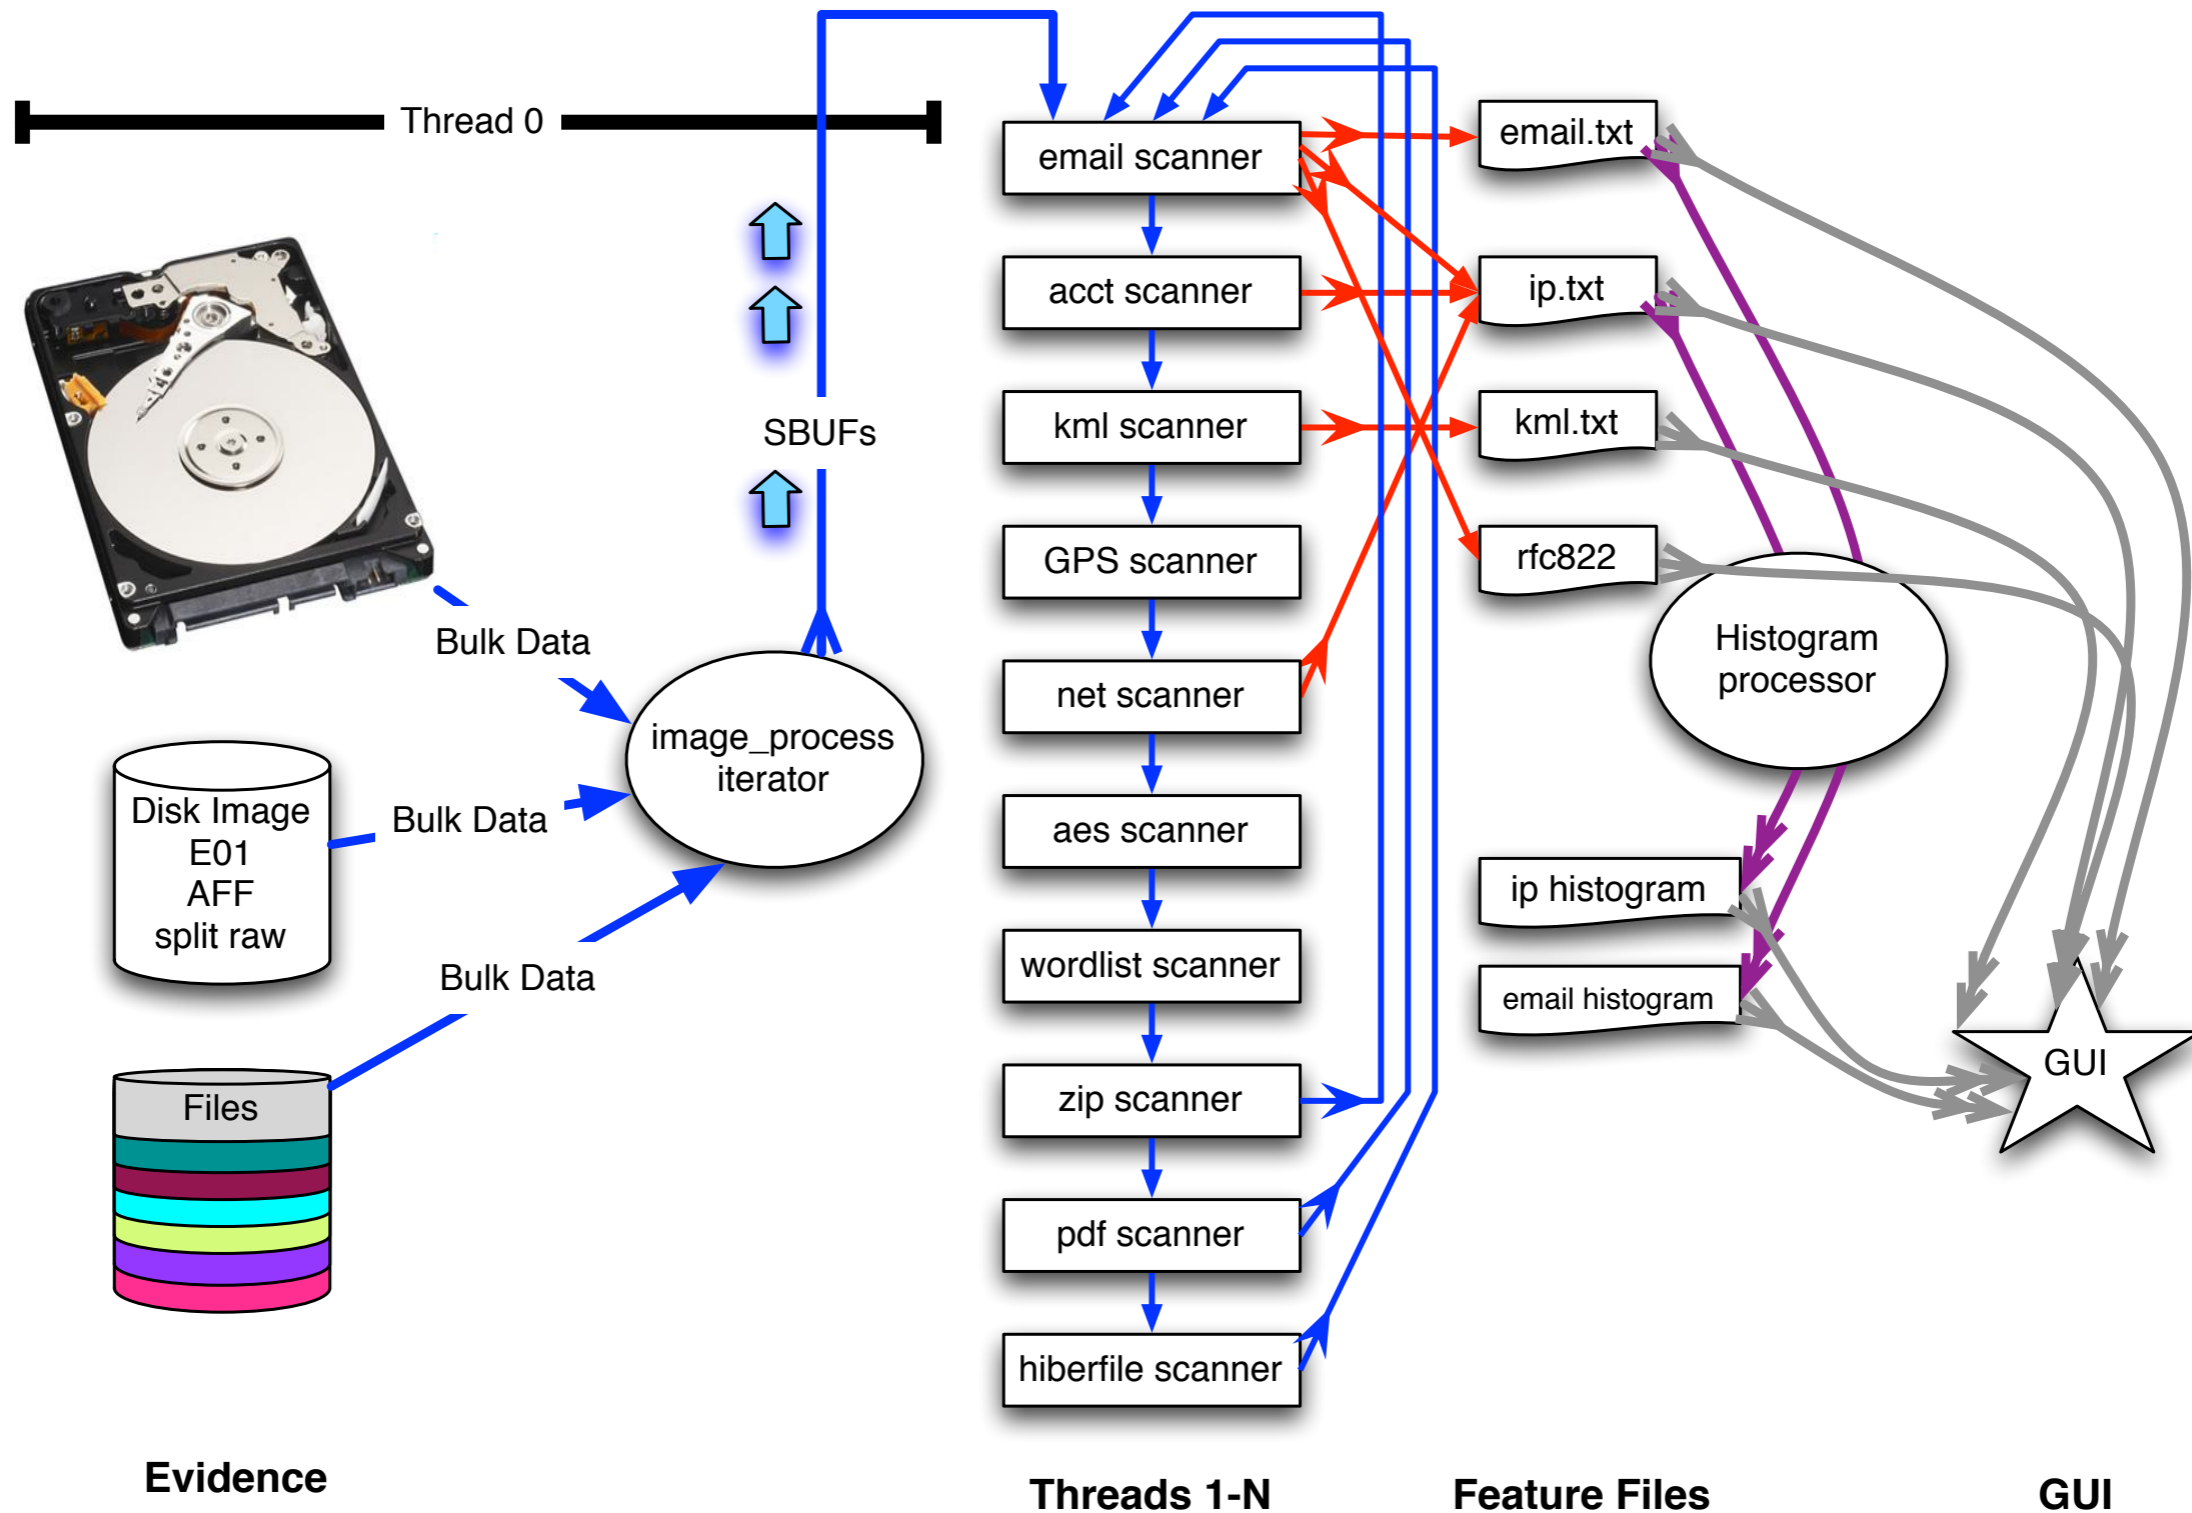 Thread 0
SBUFs
Bulk Data
Bulk Data
Bulk Data
Disk Image
E01
AFF
split raw
Files
image_process
iterator
email scanner
acct scanner
kml scanner
GPS scanner
net scanner
aes scanner
wordlist scanner
zip scanner
pdf scanner
hiberfile scanner
email.txt
ip.txt
kml.txt
rfc822
Histogram
processor
ip histogram
email histogram
GUI
Evidence
Threads 1-N
Feature Files
GUI